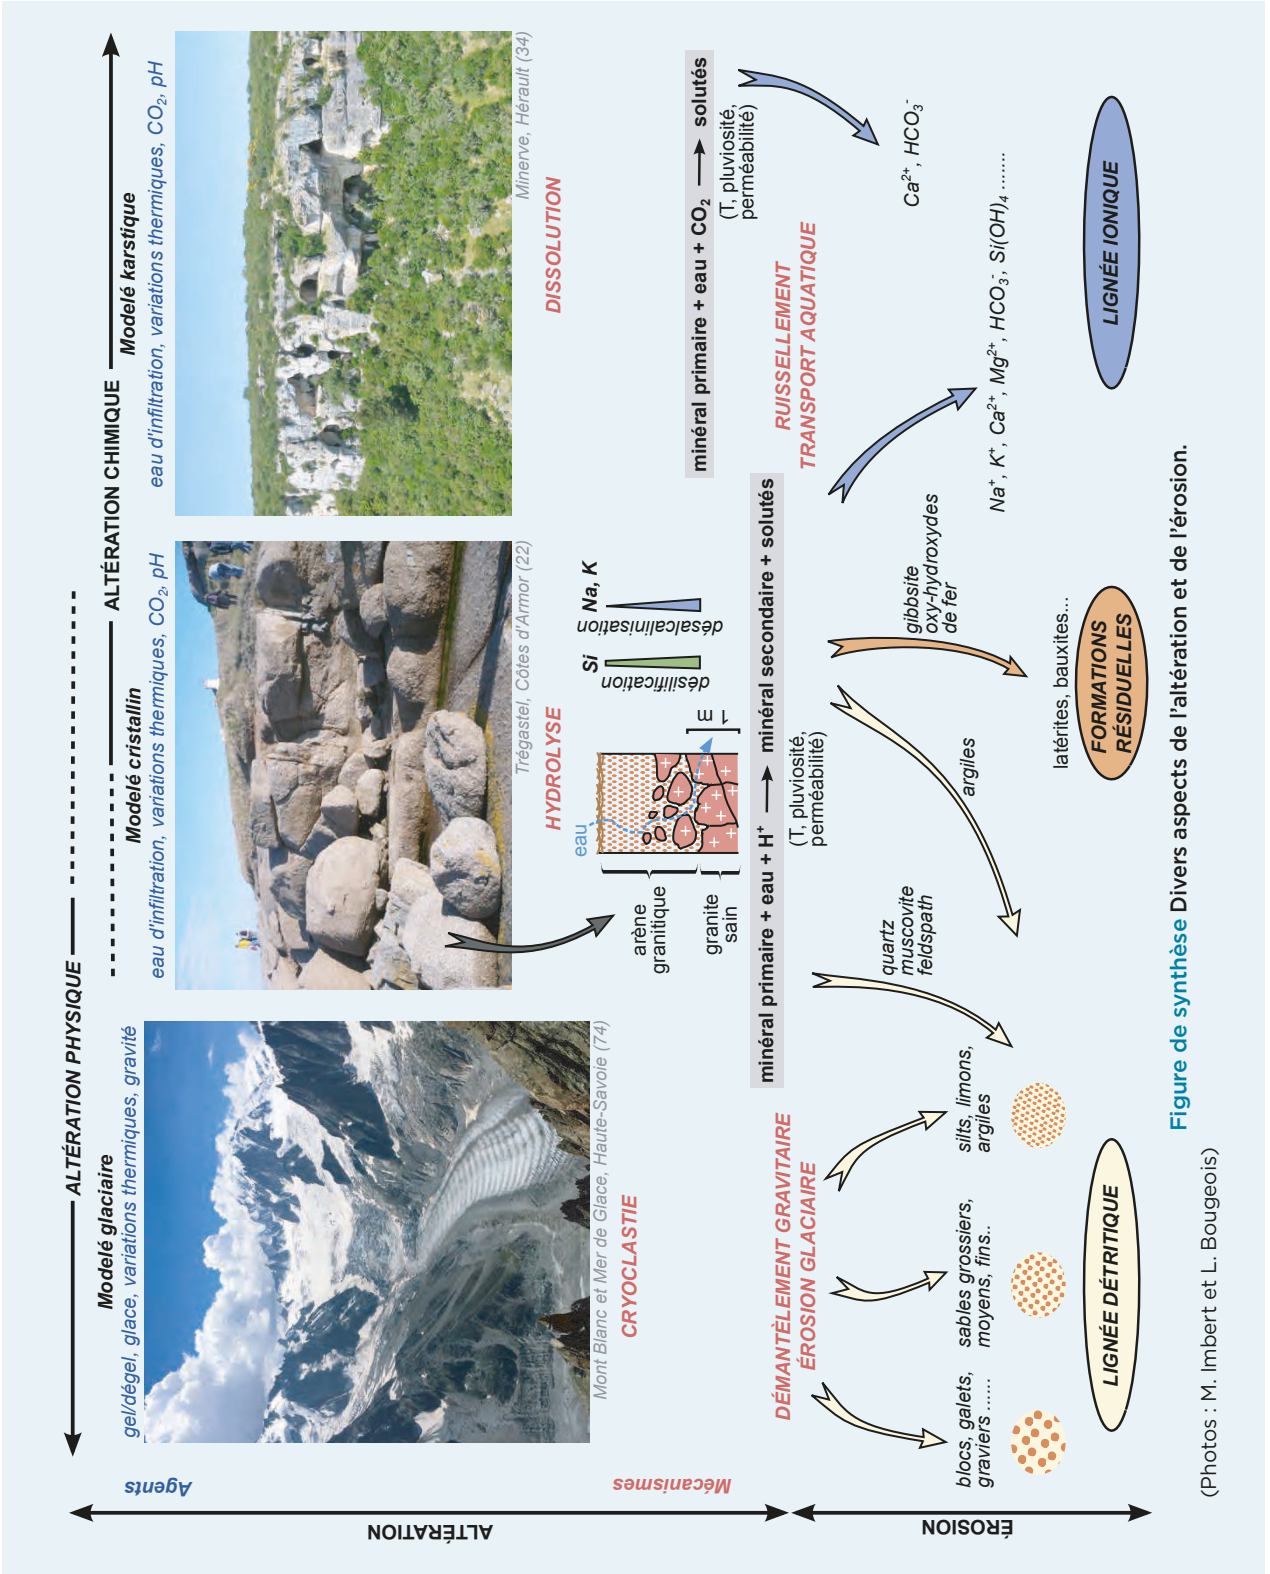 ALTÉRATION PHYSIQUE
ALTÉRATION CHIMIQUE
Modelé glaciaire
gel/dégel, glace, variations thermiques, gravité
Modelé cristallin
eau d'infiltration, variations thermiques, CO₂, pH
Modelé karstique
eau d'infiltration, variations thermiques, CO₂, pH
Agents
Mécanismes
ALTÉRATION
ÉROSION
Mont Blanc et Mer de Glace, Haute-Savoie (74)
CRYOCLASTIE
Trégastel, Côtes d'Armor (22)
HYDROLYSE
Minerve, Hérault (34)
DISSOLUTION
eau
arène
granitique
granite
sain
1 m
Si
désilification
Na, K
désalcalinisation
minéral primaire + eau + H⁺ → minéral secondaire + solutés
(T, pluviosité,
perméabilité)
minéral primaire + eau + CO₂ → solutés
(T, pluviosité,
perméabilité)
DÉMANTÈLEMENT GRAVITAIRE
ÉROSION GLACIAIRE
RUISSELLEMENT
TRANSPORT AQUATIQUE
blocs, galets,
graviers ......
sables grossiers,
moyens, fins...
silts, limons,
argiles
quartz
muscovite
feldspath
argiles
gibbsite
oxy-hydroxydes
de fer
latérites, bauxites...
Na⁺, K⁺, Ca²⁺, Mg²⁺, HCO₃⁻, Si(OH)₄ .......
Ca²⁺, HCO₃⁻
LIGNÉE DÉTRITIQUE
FORMATIONS
RÉSIDUELLES
LIGNÉE IONIQUE
Figure de synthèse Divers aspects de l'altération et de l'érosion.
(Photos : M. Imbert et L. Bougeois)